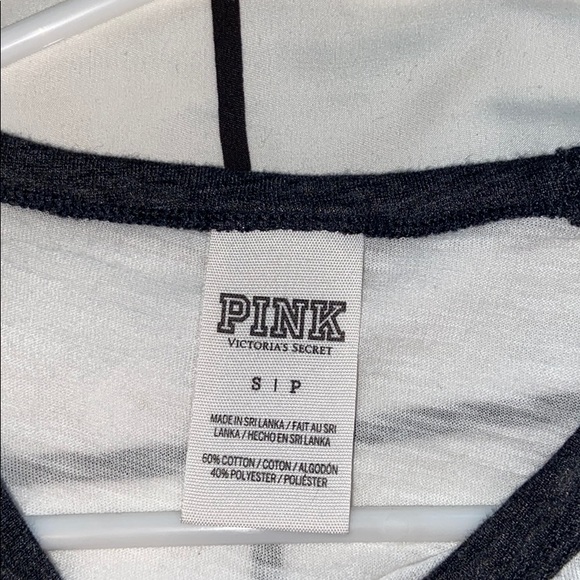 PINK
VICTORIA'S SECRET
S | P
MADE IN SRI LANKA / FAIT AU SRI
LANKA / HECHO EN SRI LANKA
60% COTTON / COTON / ALGODÓN
40% POLYESTER / POLIÉSTER